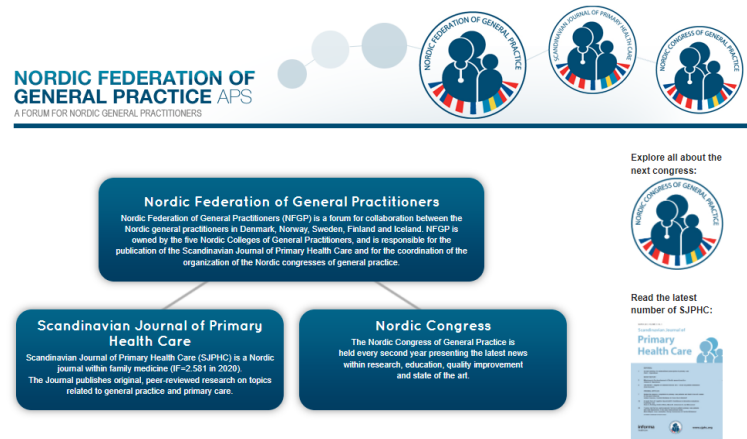 NORDIC FEDERATION OF
GENERAL PRACTICE APS
A FORUM FOR NORDIC GENERAL PRACTITIONERS
NORDIC FEDERATION OF GENERAL PRACTICE
SCANDINAVIAN JOURNAL OF PRIMARY HEALTH CARE
NORDIC CONGRESS OF GENERAL PRACTICE
Nordic Federation of General Practitioners
Nordic Federation of General Practitioners (NFGP) is a forum for collaboration between the
Nordic general practitioners in Denmark, Norway, Sweden, Finland and Iceland. NFGP is
owned by the five Nordic Colleges of General Practitioners, and is responsible for the
publication of the Scandinavian Journal of Primary Health Care and for the coordination of the
organization of the Nordic congresses of general practice.
Scandinavian Journal of Primary
Health Care
Scandinavian Journal of Primary Health Care (SJPHC) is a Nordic
journal within family medicine (IF=2.581 in 2020).
The Journal publishes original, peer-reviewed research on topics
related to general practice and primary care.
Nordic Congress
The Nordic Congress of General Practice is
held every second year presenting the latest news
within research, education, quality improvement
and state of the art.
Explore all about the
next congress:
NORDIC CONGRESS OF GENERAL PRACTICE
Read the latest
number of SJPHC:
Scandinavian Journal of
Primary
Health Care
informa